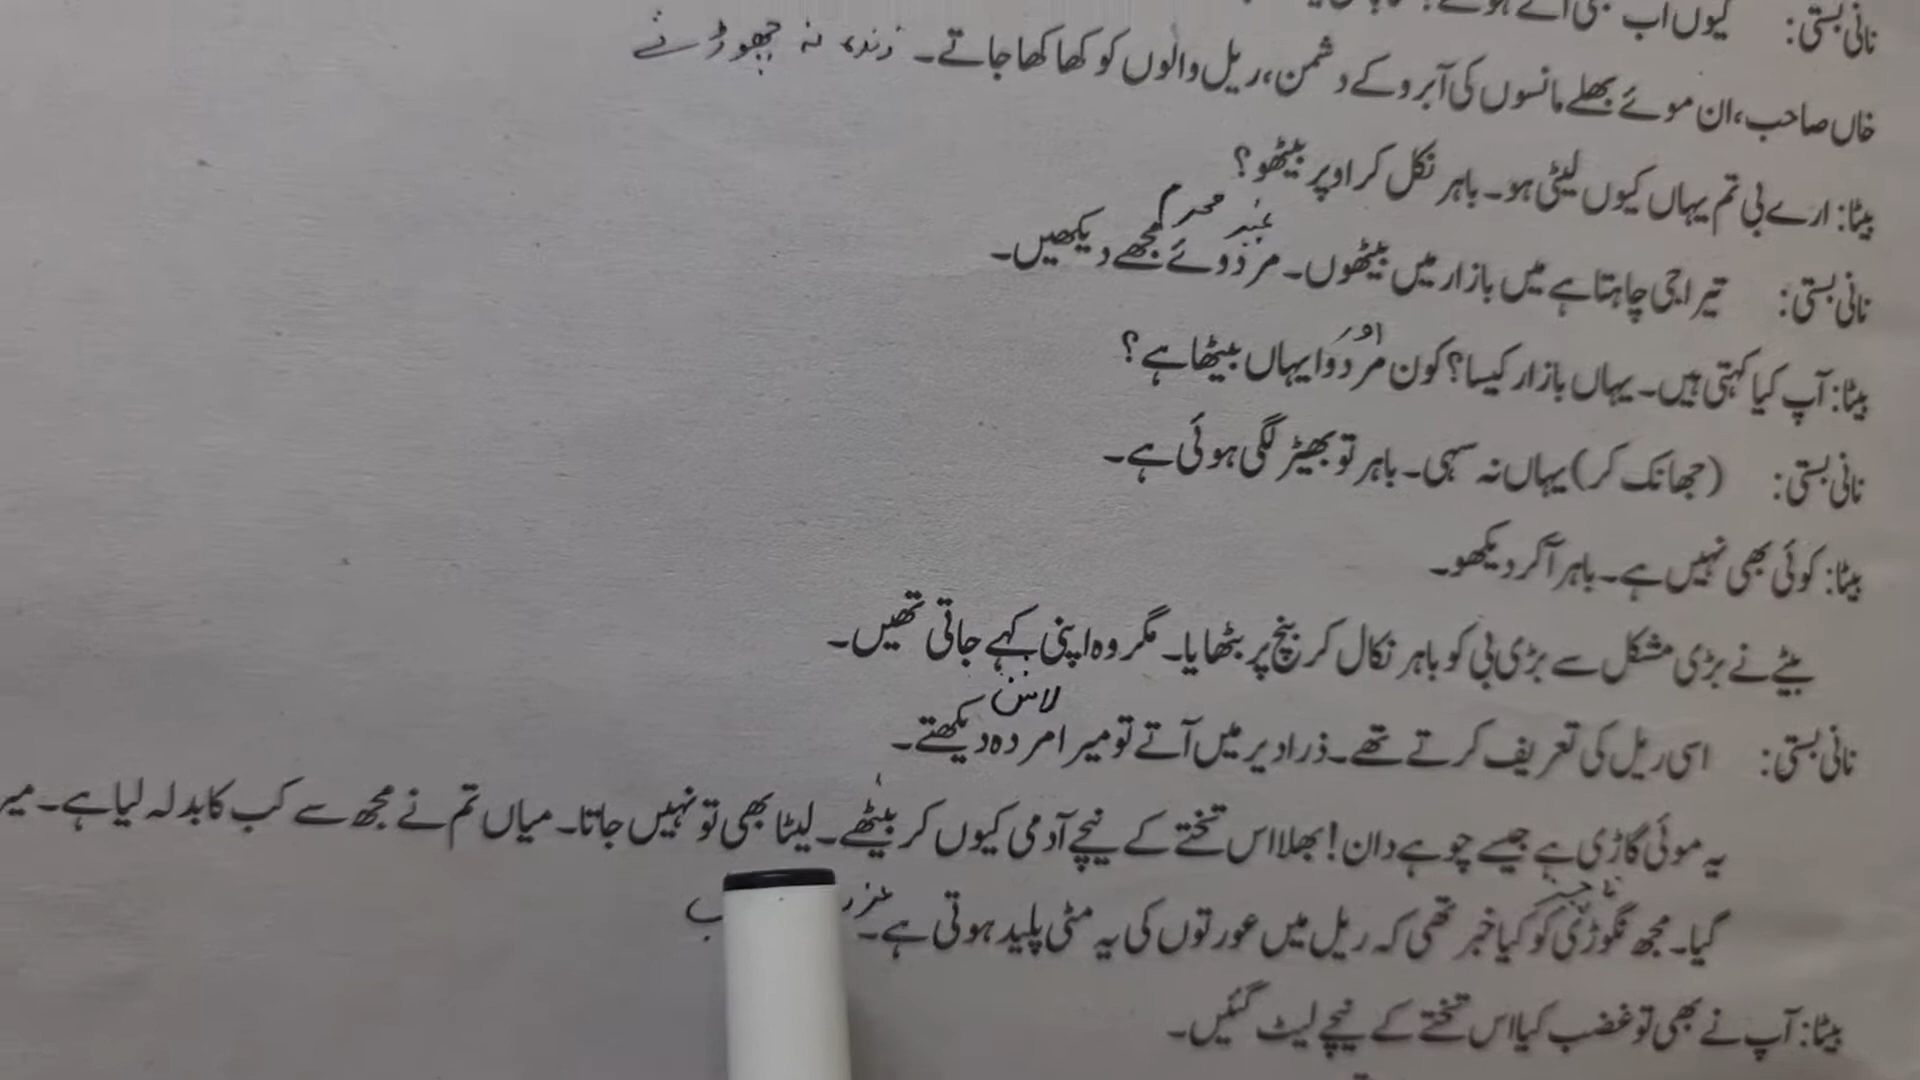 نانی بستی: کیوں اب بھی
خاں صاحب، ان موئے بھلے مانسوں کی آبرو کے دشمن، ریل والوں کو کھا کھا جاتے۔ زندہ نہ چھوڑتے
بیٹا: ارے بی تم یہاں کیوں لیٹی ہو۔ باہر نکل کر اوپر بیٹھو؟
غیر محرم
نانی بستی: تیرا جی چاہتا ہے میں بازار میں بیٹھوں۔ مردوئے مجھے دیکھیں۔
اور
بیٹا: آپ کیا کہتی ہیں۔ یہاں بازار کیسا؟ کون مردوا یہاں بیٹھا ہے؟
نانی بستی: (جھانک کر) یہاں نہ سہی۔ باہر تو بھیڑ لگی ہوئی ہے۔
بیٹا: کوئی بھی نہیں ہے۔ باہر آکر دیکھو۔
بیٹے نے بڑی مشکل سے بڑی بی کو باہر نکال کر بنچ پر بٹھایا۔ مگر وہ اپنی کہے جاتی تھیں۔
لاش
نانی بستی: اسی ریل کی تعریف کرتے تھے۔ ذرا دیر میں آتے تو میرا مردہ دیکھتے۔
یہ موئی گاڑی ہے جیسے چوہے دان! بھلا اس تختے کے نیچے آدمی کیوں کر بیٹھے۔ لیٹا بھی تو نہیں جاتا۔ میاں تم نے مجھ سے کب کا بدلہ لیا ہے۔ میر
گیا۔ مجھ نگوڑی کو کیا خبر تھی کہ ریل میں عورتوں کی یہ مٹی پلید ہوتی ہے۔
بیٹا: آپ نے بھی تو غضب کیا اس تختے کے نیچے لیٹ گئیں۔